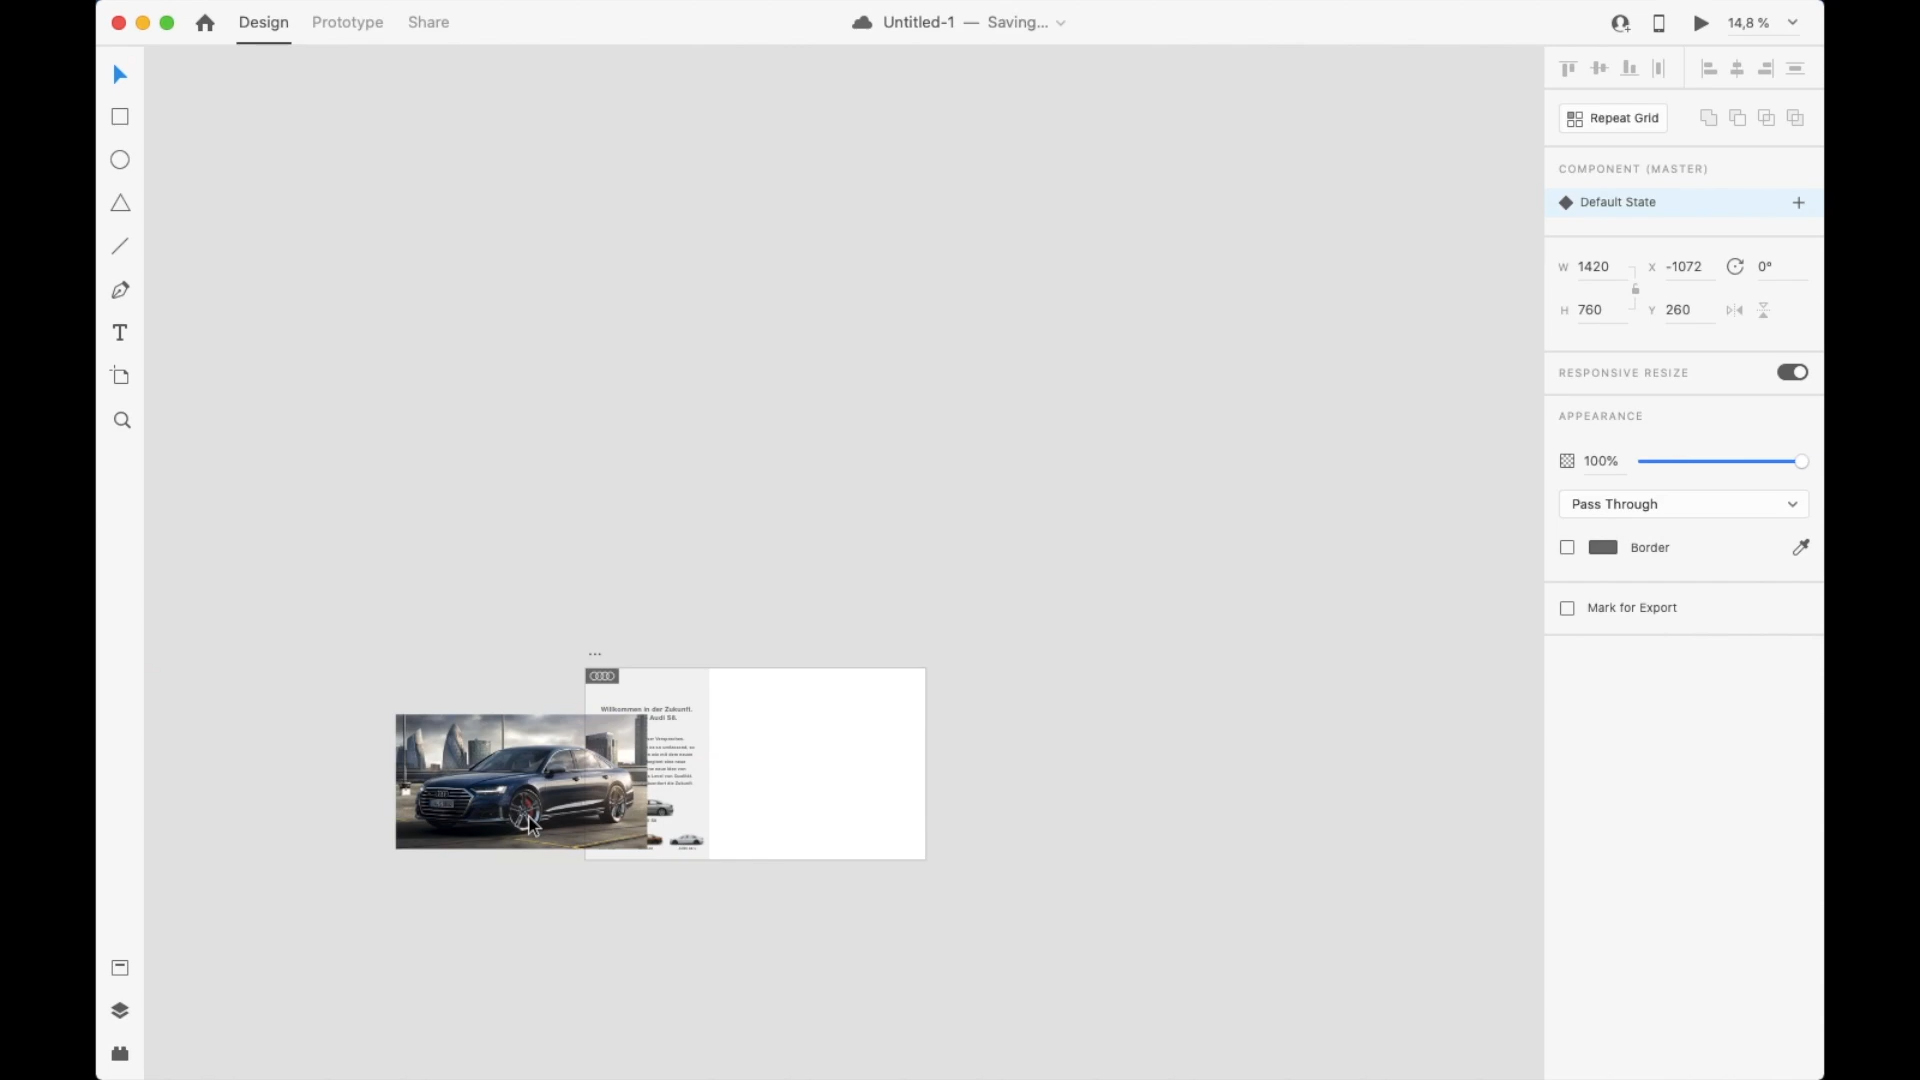 Design
Prototype
Share
Untitled-1 — Saving...
14,8 %
Repeat Grid
COMPONENT (MASTER)
Default State
W 1420
X -1072
0°
H 760
Y 260
RESPONSIVE RESIZE
APPEARANCE
100%
Pass Through
Border
Mark for Export
...
Willkommen in der Zukunft.
Audi S8.
T